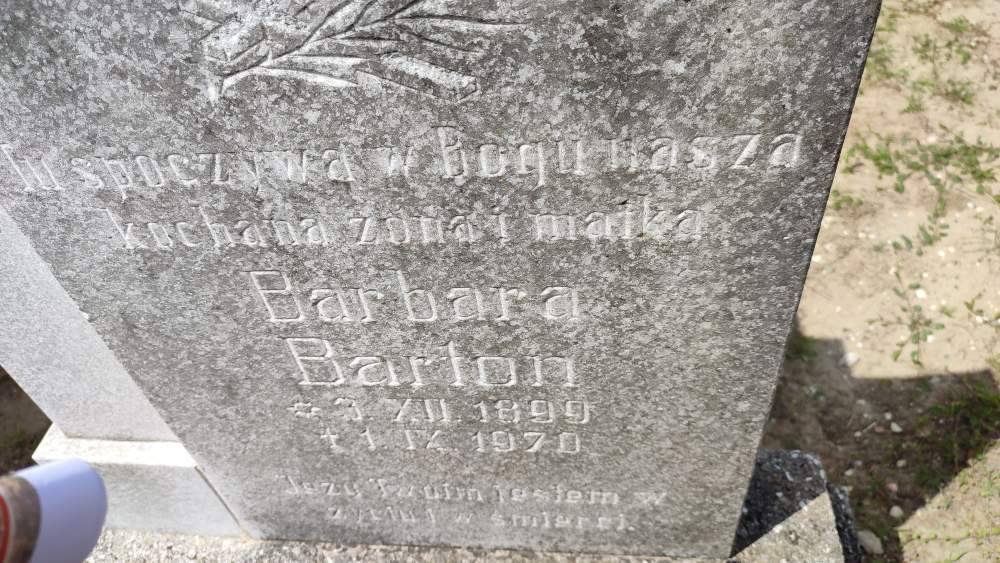 Tu spoczywa w Bogu nasza
kochana żona i matka
Barbara
Barton
* 3. XII. 1899
+ 1. IX. 1970
Jezu Twoim jestem w
życiu i w śmierci.